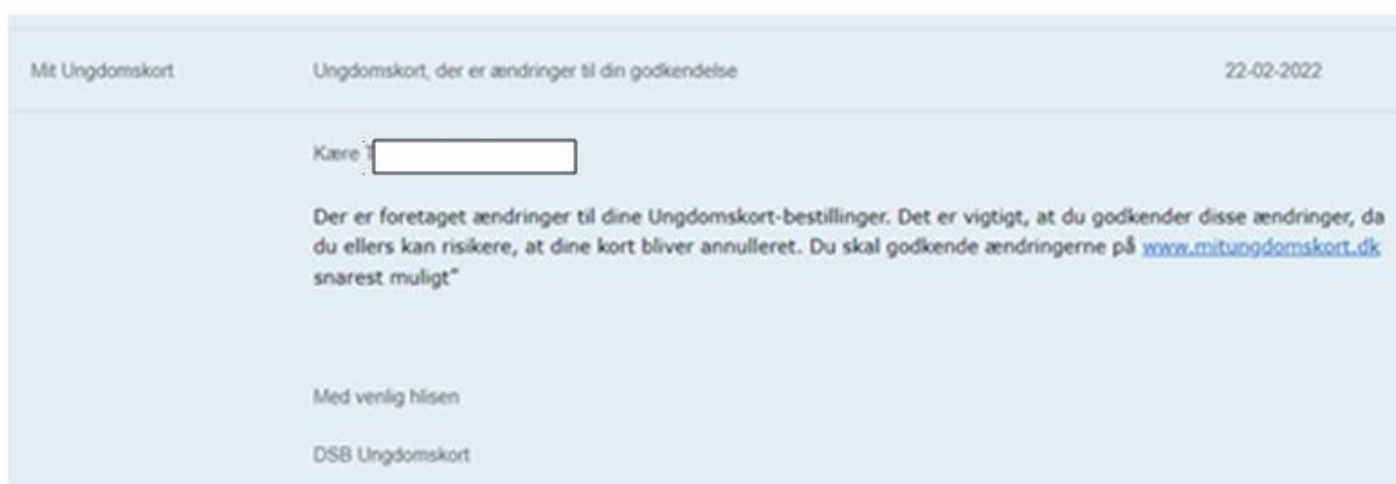 Mit Ungdomskort Ungdomskort, der er ændringer til din godkendelse 22-02-2022
Kære T
Der er foretaget ændringer til dine Ungdomskort-bestillinger. Det er vigtigt, at du godkender disse ændringer, da
du ellers kan risikere, at dine kort bliver annulleret. Du skal godkende ændringerne på www.mitungdomskort.dk
snarest muligt"
Med venlig hlisen
DSB Ungdomskort